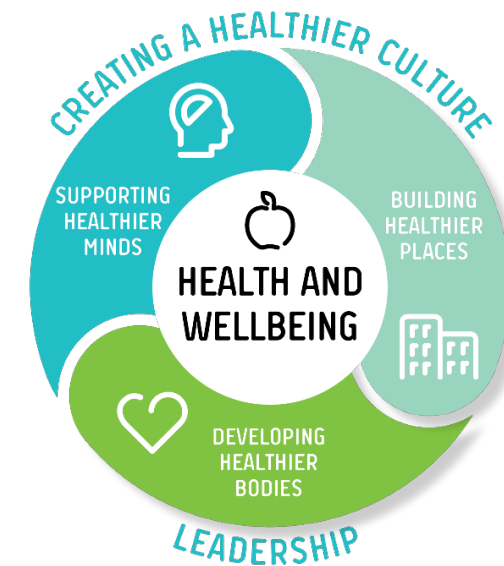 CREATING A HEALTHIER CULTURE
SUPPORTING
HEALTHIER
MINDS
BUILDING
HEALTHIER
PLACES
HEALTH AND
WELLBEING
DEVELOPING
HEALTHIER
BODIES
LEADERSHIP